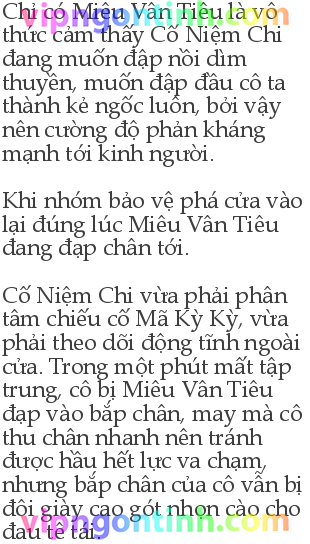 Chỉ có Miêu Vân Tiêu là vô
thức cảm thấy Cố Niệm Chi
đang muốn đập nồi dìm
thuyền, muốn đập đầu cô ta
thành kẻ ngốc luôn, bởi vậy
nên cường độ phản kháng
mạnh tới kinh người.
Khi nhóm bảo vệ phá cửa vào
lại đúng lúc Miêu Vân Tiêu
đang đạp chân tới.
Cố Niệm Chi vừa phải phân
tâm chiếu cố Mã Kỳ Kỳ, vừa
phải theo dõi động tĩnh ngoài
cửa. Trong một phút mất tập
trung, cô bị Miêu Vân Tiêu
đạp vào bắp chân, may mà cô
thu chân nhanh nên tránh
được hầu hết lực va chạm,
nhưng bắp chân của cô vẫn bị
đôi giày cao gót nhọn cào cho
đau tê tái.
vipngontinh.com
vipngontinh.com